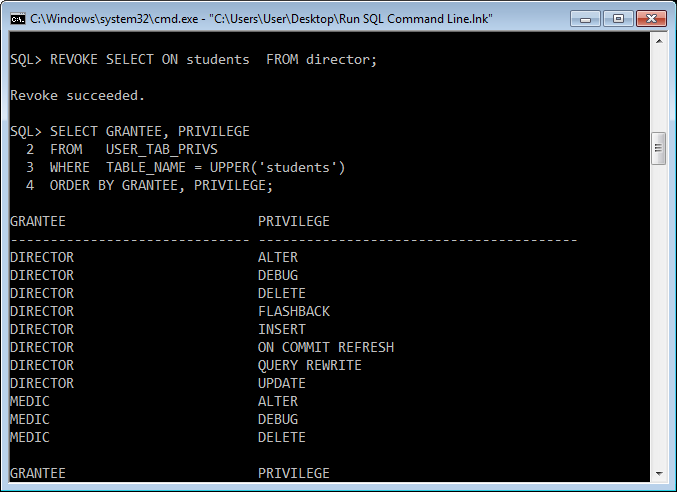 C:\Windows\system32\cmd.exe - "C:\Users\User\Desktop\Run SQL Command Line.lnk"
SQL> REVOKE SELECT ON students  FROM director;
Revoke succeeded.
SQL> SELECT GRANTEE, PRIVILEGE
  2  FROM   USER_TAB_PRIVS
  3  WHERE  TABLE_NAME = UPPER('students')
  4  ORDER BY GRANTEE, PRIVILEGE;
GRANTEE                        PRIVILEGE
------------------------------ ----------------------------------------
DIRECTOR                       ALTER
DIRECTOR                       DEBUG
DIRECTOR                       DELETE
DIRECTOR                       FLASHBACK
DIRECTOR                       INSERT
DIRECTOR                       ON COMMIT REFRESH
DIRECTOR                       QUERY REWRITE
DIRECTOR                       UPDATE
MEDIC                          ALTER
MEDIC                          DEBUG
MEDIC                          DELETE
GRANTEE                        PRIVILEGE